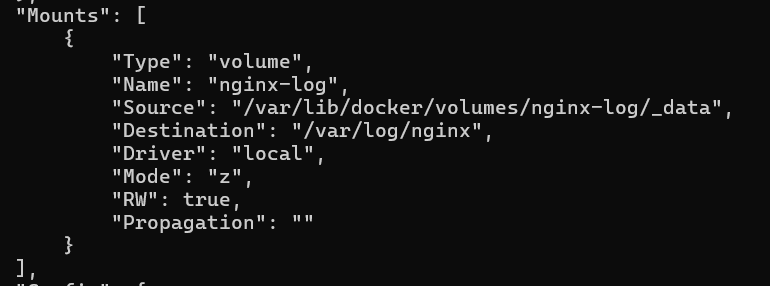 "Mounts": [
{
"Type": "volume",
"Name": "nginx-log",
"Source": "/var/lib/docker/volumes/nginx-log/_data",
"Destination": "/var/log/nginx",
"Driver": "local",
"Mode": "z",
"RW": true,
"Propagation": ""
}
],